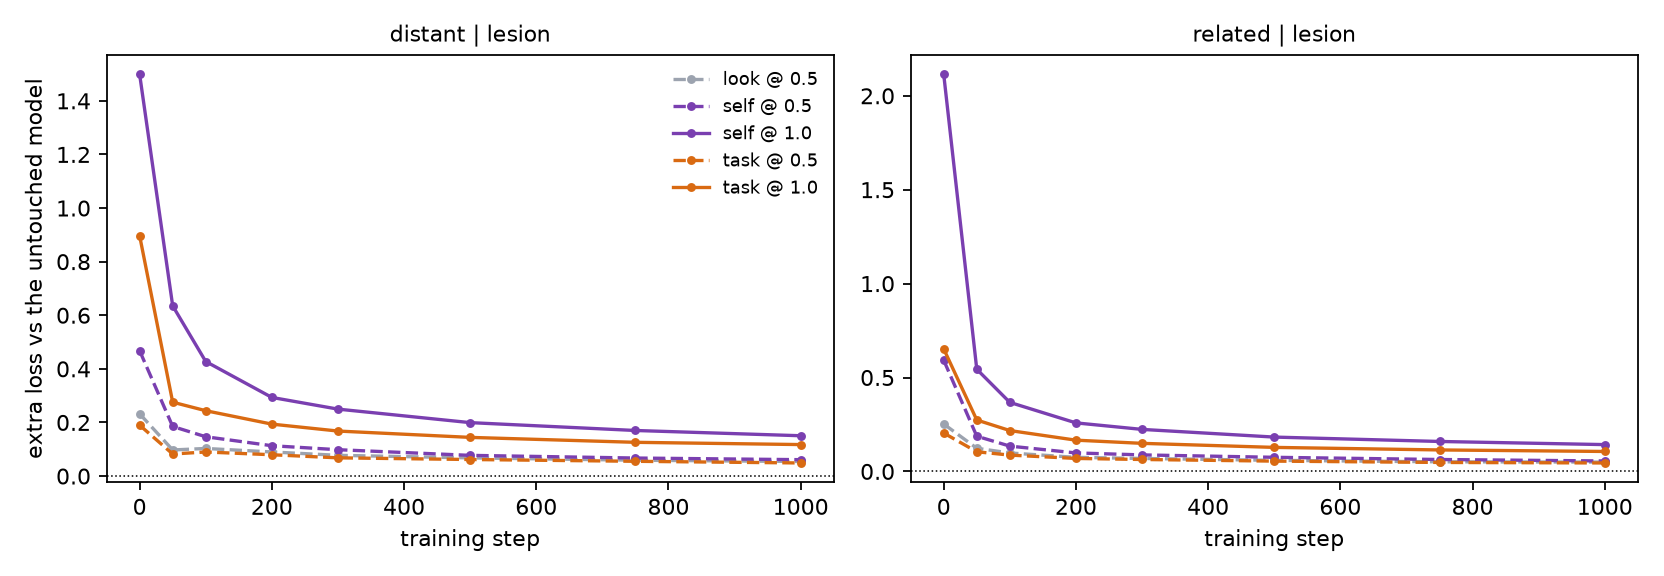 distant | lesion
extra loss vs the untouched model
1.4
1.2
1.0
0.8
0.6
0.4
0.2
0.0
look @ 0.5
self @ 0.5
self @ 1.0
task @ 0.5
task @ 1.0
0 200 400 600 800 1000
training step
related | lesion
2.0
1.5
1.0
0.5
0.0
0 200 400 600 800 1000
training step